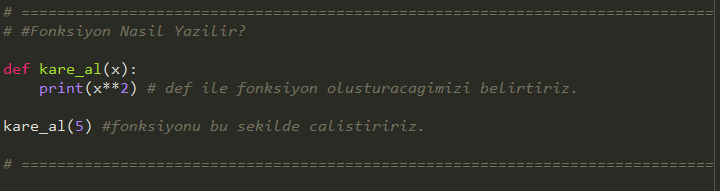 # ==========================================================================
# #Fonksiyon Nasil Yazilir?
def kare_al(x):
    print(x**2) # def ile fonksiyon olusturacagimizi belirtiriz.
kare_al(5) #fonksiyonu bu sekilde calistiririz.
# ==========================================================================